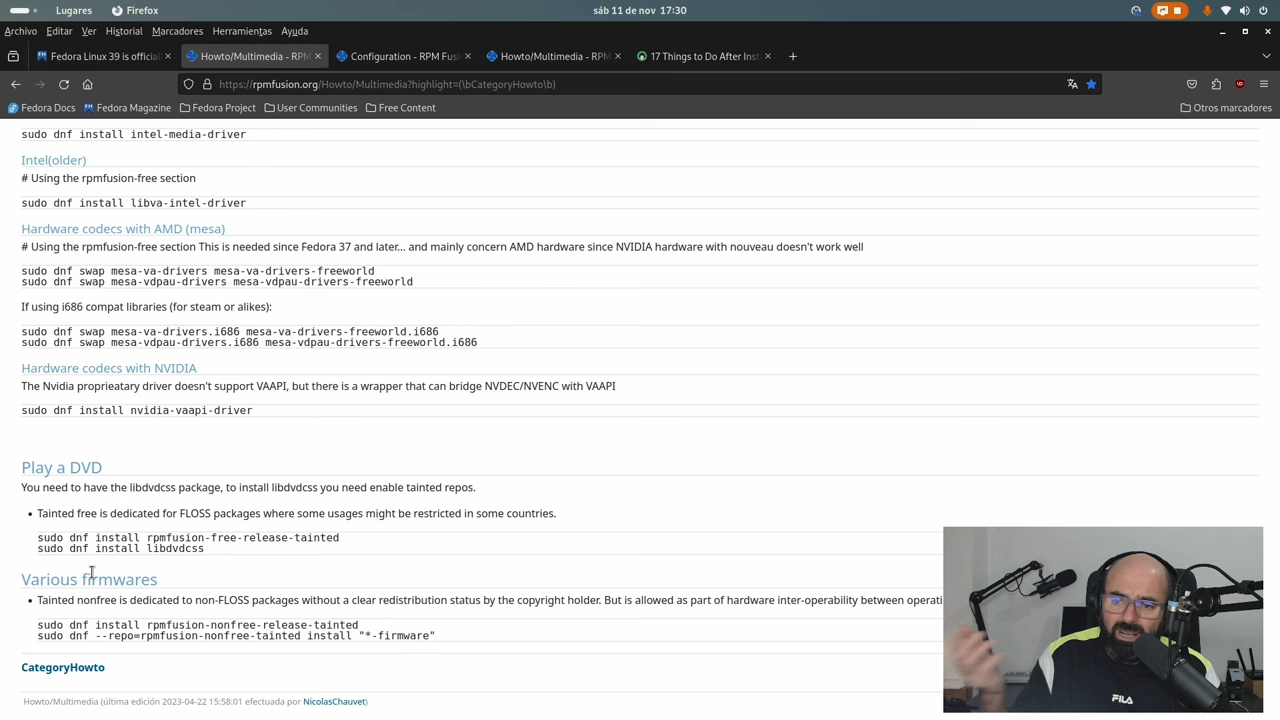 Lugares
Firefox
sáb 11 de nov 17:30
Archivo Editar Ver Historial Marcadores Herramientas Ayuda
Fedora Linux 39 is officia
Howto/Multimedia - RPM
Configuration - RPM Fus
Howto/Multimedia - RPM
17 Things to Do After Inst
https://rpmfusion.org/Howto/Multimedia?highlight=(\bCategoryHowto\b)
Fedora Docs Fedora Magazine Fedora Project User Communities Free Content Otros marcadores
sudo dnf install intel-media-driver
Intel(older)
# Using the rpmfusion-free section
sudo dnf install libva-intel-driver
Hardware codecs with AMD (mesa)
# Using the rpmfusion-free section This is needed since Fedora 37 and later... and mainly concern AMD hardware since NVIDIA hardware with nouveau doesn't work well
sudo dnf swap mesa-va-drivers mesa-va-drivers-freeworld
sudo dnf swap mesa-vdpau-drivers mesa-vdpau-drivers-freeworld
If using i686 compat libraries (for steam or alikes):
sudo dnf swap mesa-va-drivers.i686 mesa-va-drivers-freeworld.i686
sudo dnf swap mesa-vdpau-drivers.i686 mesa-vdpau-drivers-freeworld.i686
Hardware codecs with NVIDIA
The Nvidia proprieatary driver doesn't support VAAPI, but there is a wrapper that can bridge NVDEC/NVENC with VAAPI
sudo dnf install nvidia-vaapi-driver
Play a DVD
You need to have the libdvdcss package, to install libdvdcss you need enable tainted repos.
Tainted free is dedicated for FLOSS packages where some usages might be restricted in some countries.
sudo dnf install rpmfusion-free-release-tainted
sudo dnf install libdvdcss
Various firmwares
Tainted nonfree is dedicated to non-FLOSS packages without a clear redistribution status by the copyright holder. But is allowed as part of hardware inter-operability between operati
sudo dnf install rpmfusion-nonfree-release-tainted
sudo dnf --repo=rpmfusion-nonfree-tainted install "*-firmware"
CategoryHowto
Howto/Multimedia (última edición 2023-04-22 15:58:01 efectuada por NicolasChauvet)
FILA